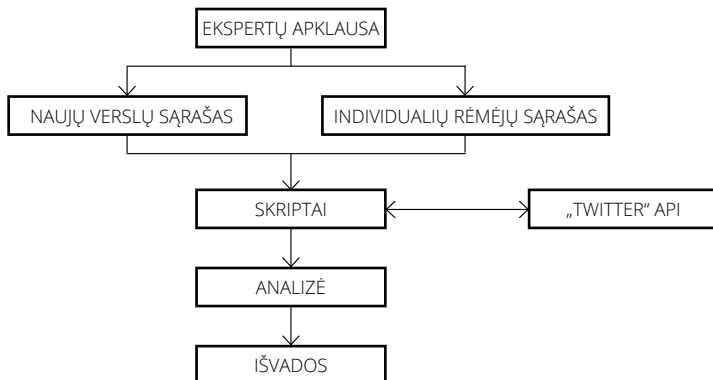 EKSPERTŲ APKLAUSA
NAUJŲ VERSLŲ SĄRAŠAS
INDIVIDUALIŲ RĖMĖJŲ SĄRAŠAS
SKRIPTAI
„TWITTER“ API
ANALIZĖ
IŠVADOS